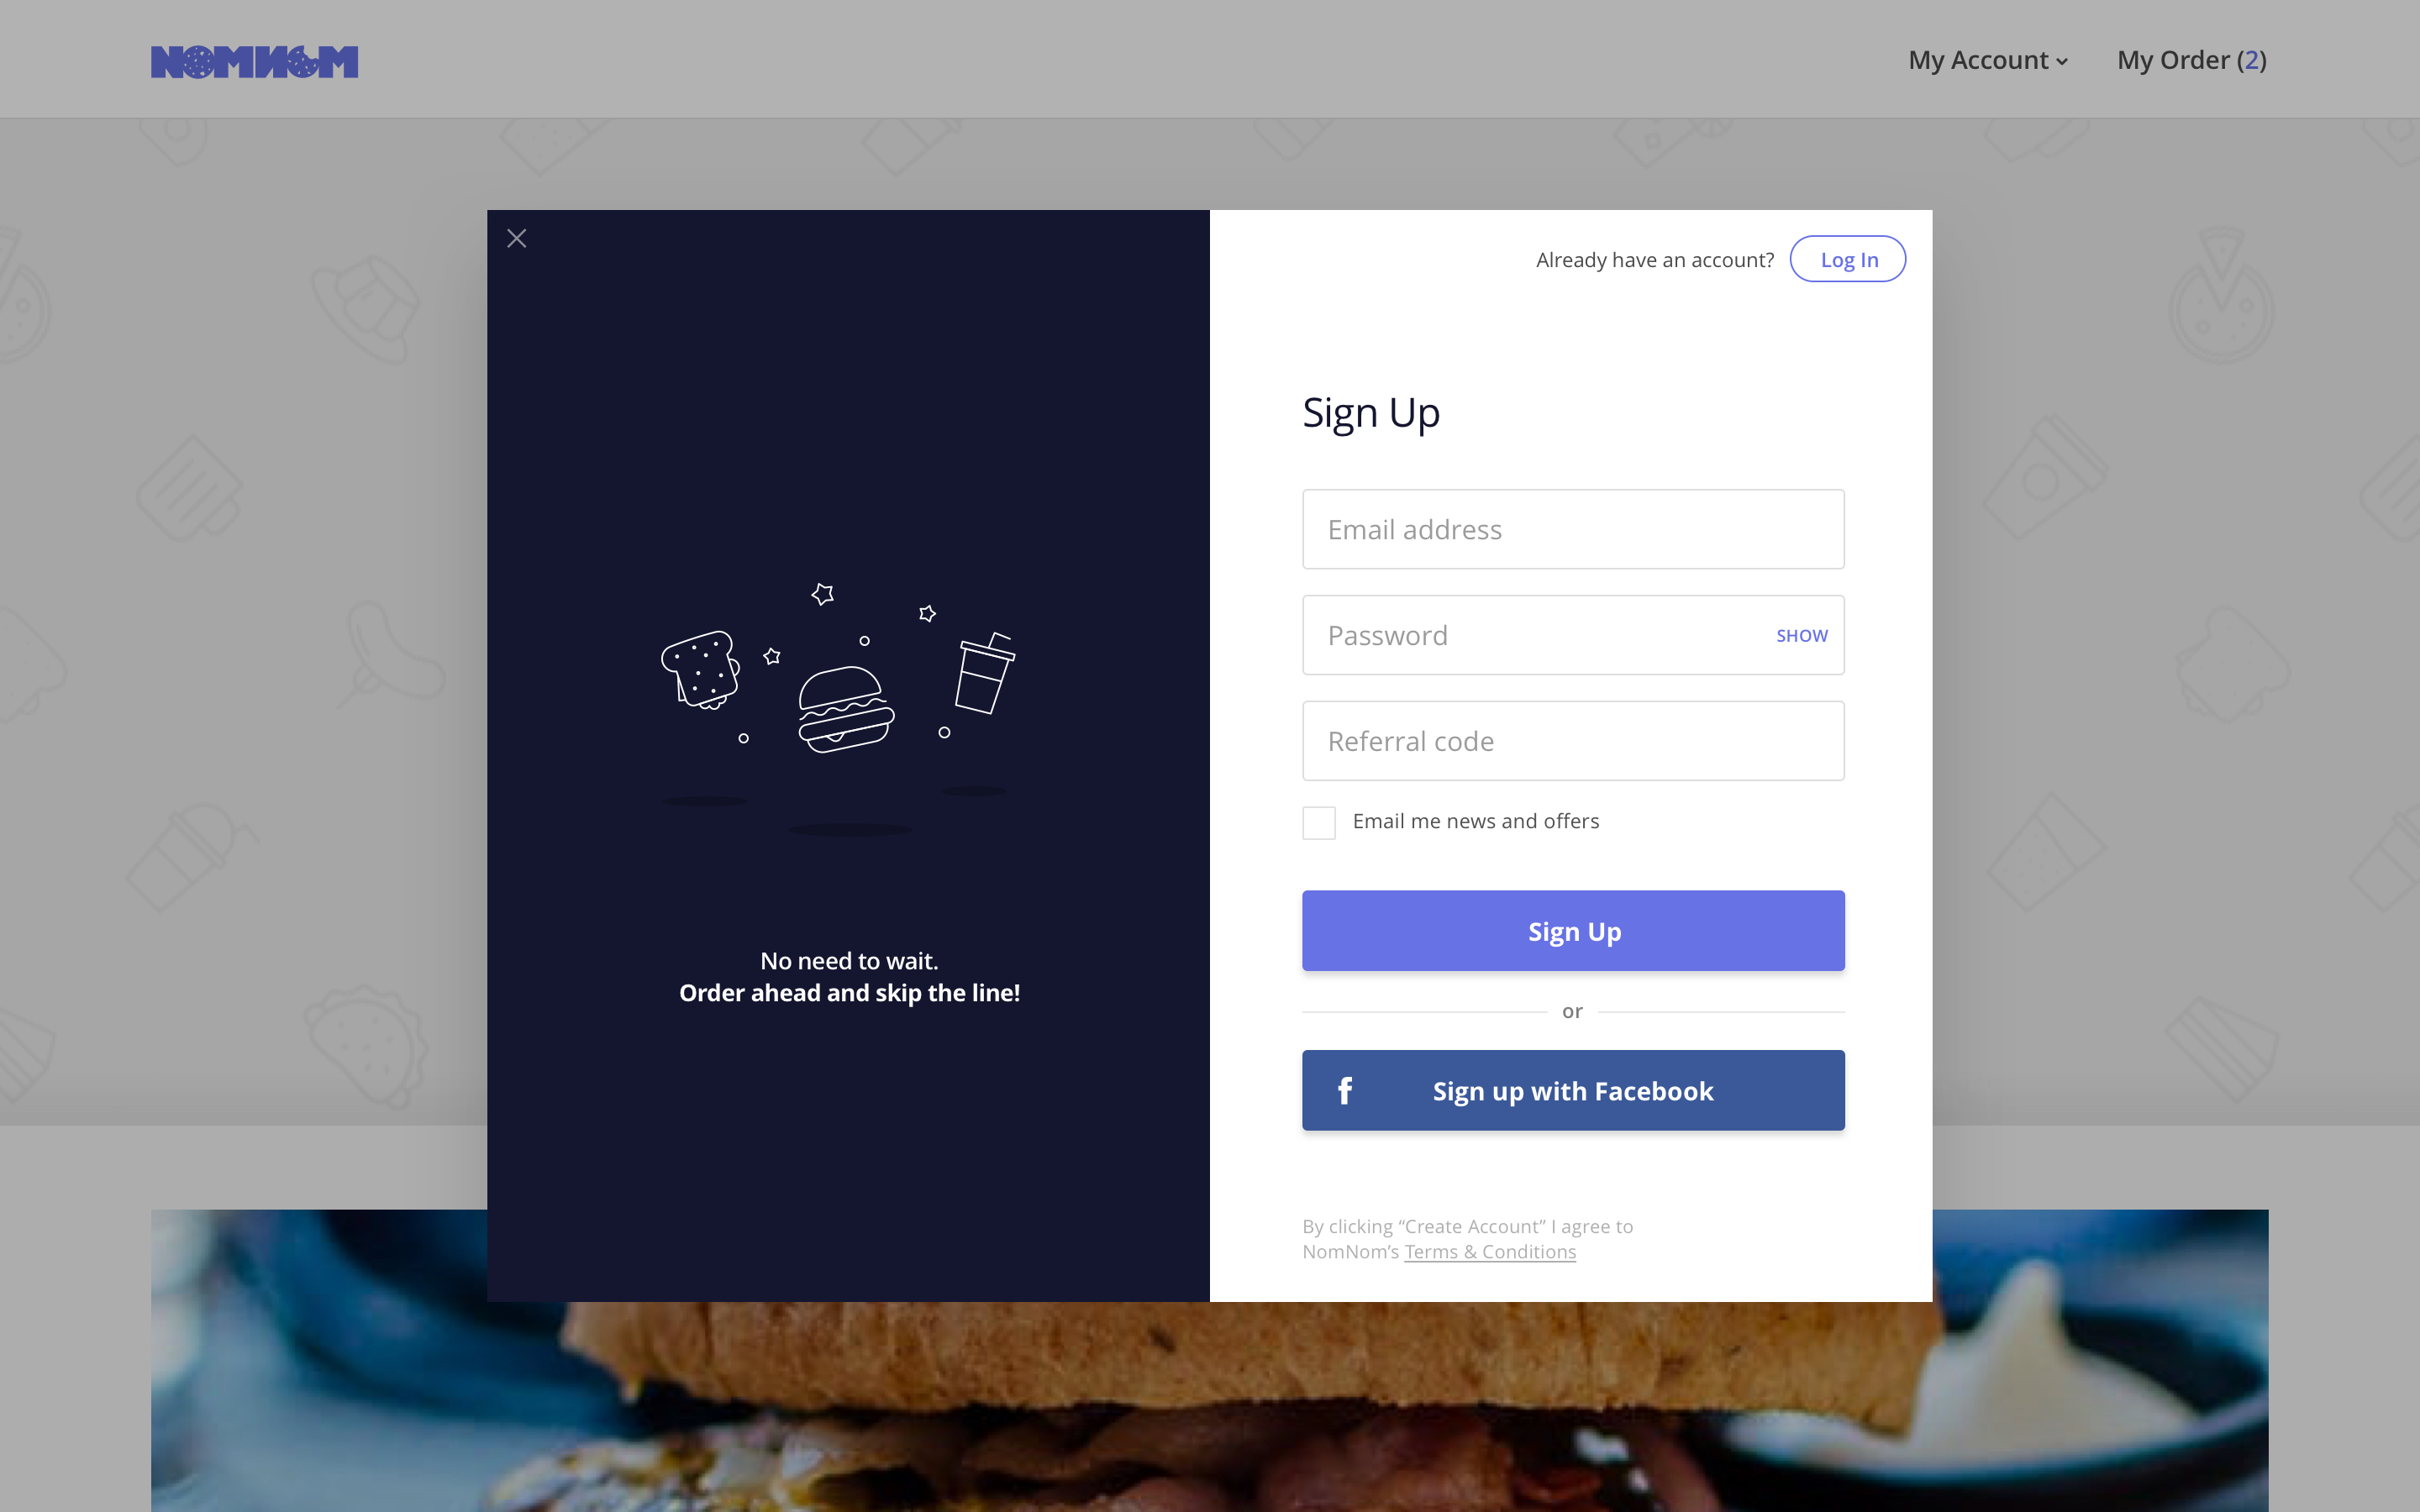 NOMNOM
My Account
My Order (2)
Already have an account?
Log In
Sign Up
Email address
Password
SHOW
Referral code
Email me news and offers
Sign Up
or
f
Sign up with Facebook
By clicking “Create Account” I agree to
NomNom’s Terms & Conditions
No need to wait.
Order ahead and skip the line!